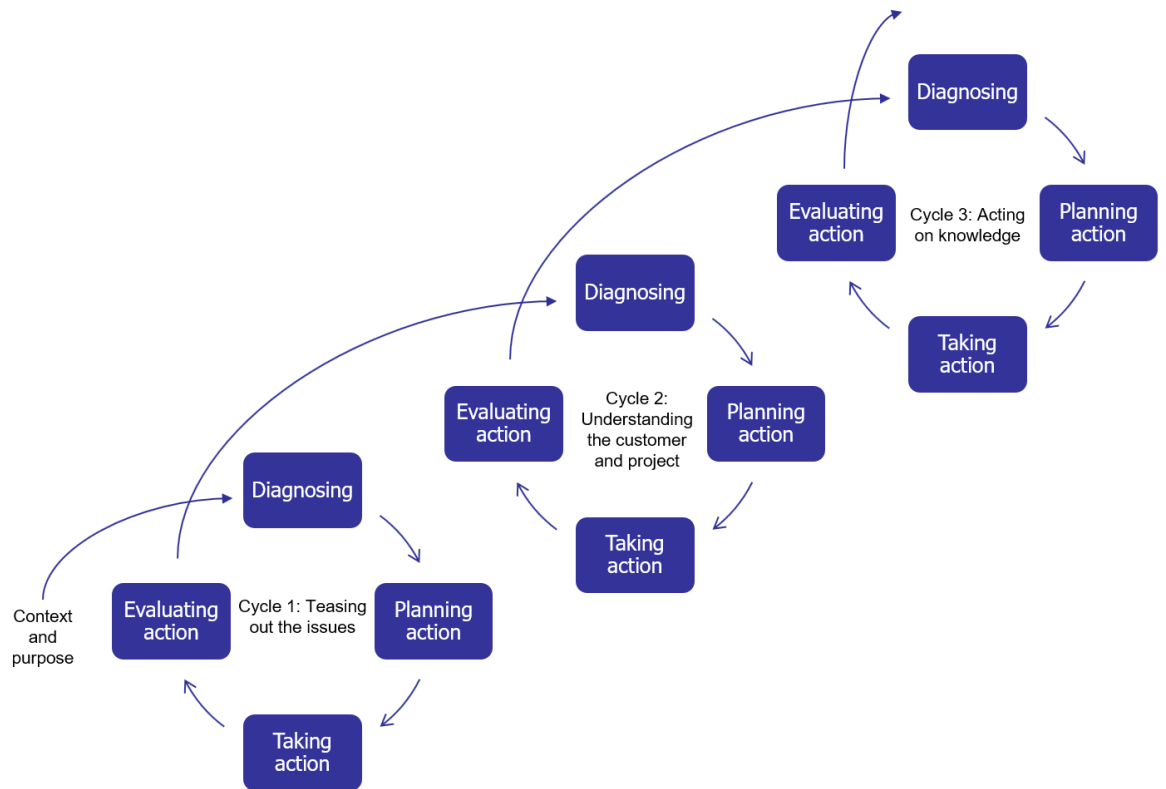 Context
and
purpose
Diagnosing
Evaluating
action
Cycle 1: Teasing
out the issues
Planning
action
Taking
action
Diagnosing
Evaluating
action
Cycle 2:
Understanding
the customer
and project
Planning
action
Taking
action
Diagnosing
Evaluating
action
Cycle 3: Acting
on knowledge
Planning
action
Taking
action